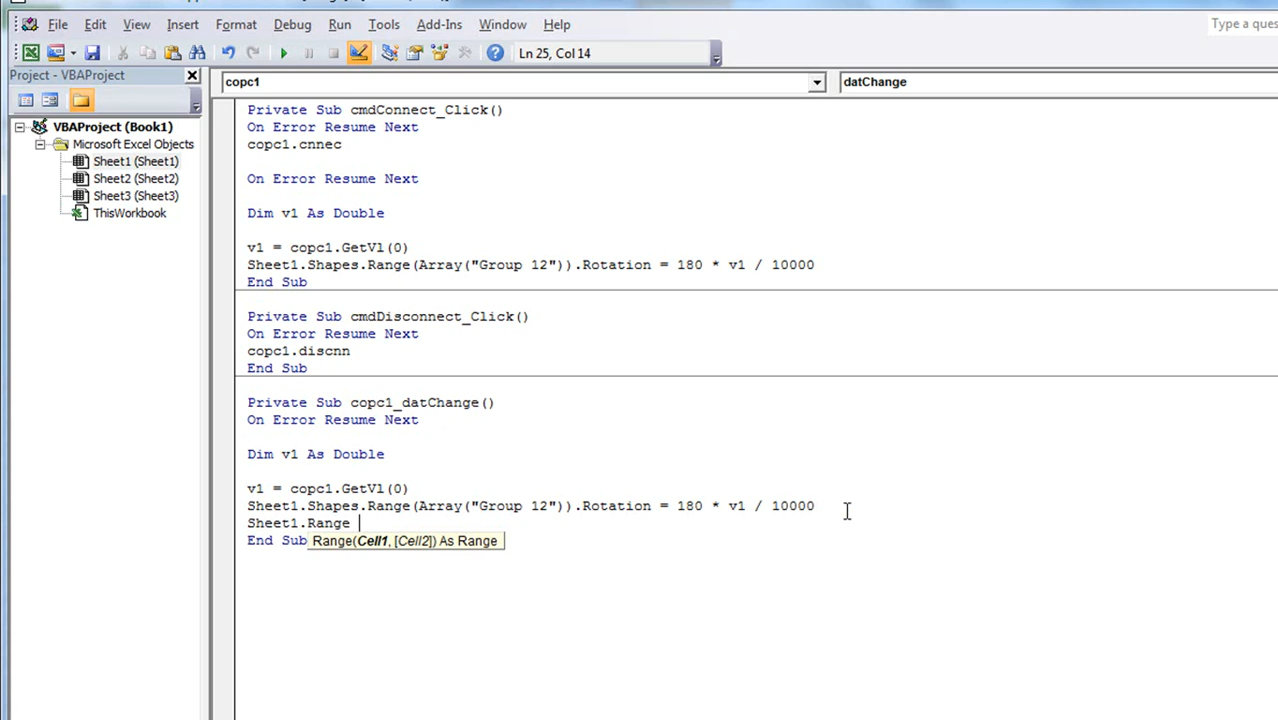 File Edit View Insert Format Debug Run Tools Add-Ins Window Help
Type a ques
Ln 25, Col 14
Project - VBAProject
copc1
datChange
VBAProject (Book1)
Microsoft Excel Objects
Sheet1 (Sheet1)
Sheet2 (Sheet2)
Sheet3 (Sheet3)
ThisWorkbook
Private Sub cmdConnect_Click()
On Error Resume Next
copc1.cnnec
On Error Resume Next
Dim v1 As Double
v1 = copc1.GetVl(0)
Sheet1.Shapes.Range(Array("Group 12")).Rotation = 180 * v1 / 10000
End Sub
Private Sub cmdDisconnect_Click()
On Error Resume Next
copc1.discnn
End Sub
Private Sub copc1_datChange()
On Error Resume Next
Dim v1 As Double
v1 = copc1.GetVl(0)
Sheet1.Shapes.Range(Array("Group 12")).Rotation = 180 * v1 / 10000
Sheet1.Range
End Sub
Range(Cell1, [Cell2]) As Range